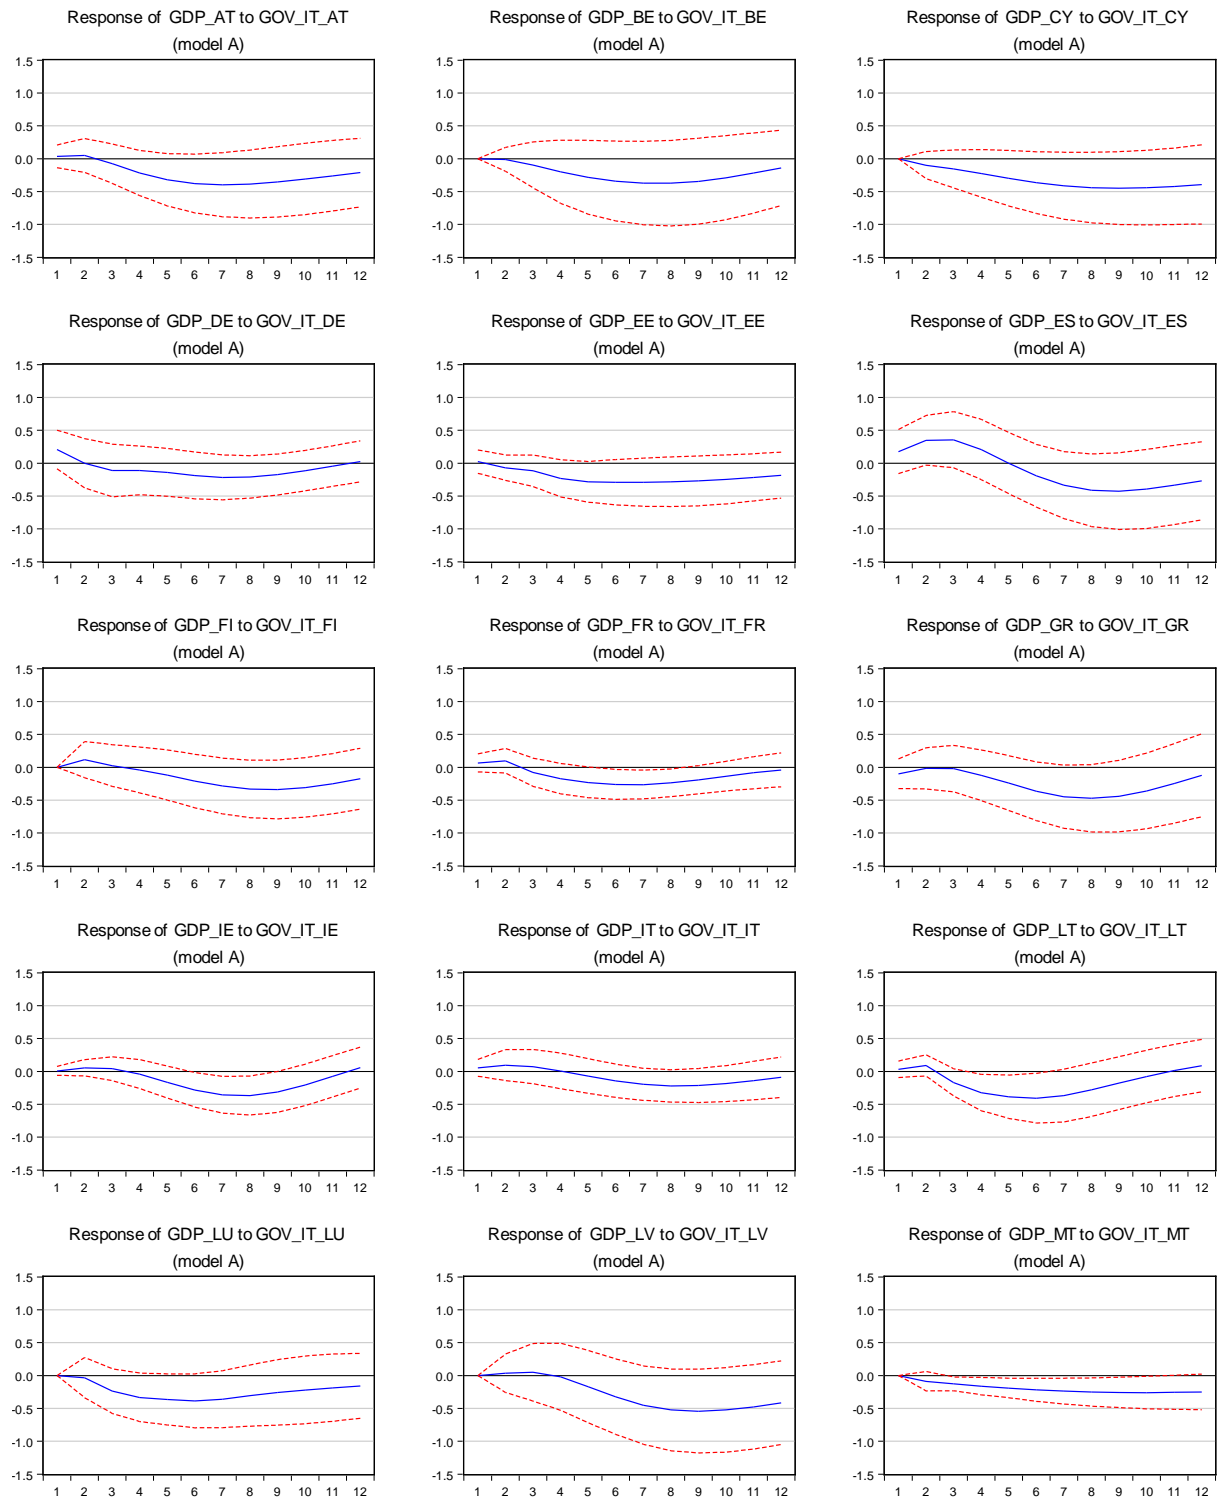 Response of GDP_AT to GOV_IT_AT
(model A)
1.5
1.0
0.5
0.0
-0.5
-1.0
-1.5
1 2 3 4 5 6 7 8 9 10 11 12
Response of GDP_BE to GOV_IT_BE
(model A)
1.5
1.0
0.5
0.0
-0.5
-1.0
-1.5
1 2 3 4 5 6 7 8 9 10 11 12
Response of GDP_CY to GOV_IT_CY
(model A)
1.5
1.0
0.5
0.0
-0.5
-1.0
-1.5
1 2 3 4 5 6 7 8 9 10 11 12
Response of GDP_DE to GOV_IT_DE
(model A)
1.5
1.0
0.5
0.0
-0.5
-1.0
-1.5
1 2 3 4 5 6 7 8 9 10 11 12
Response of GDP_EE to GOV_IT_EE
(model A)
1.5
1.0
0.5
0.0
-0.5
-1.0
-1.5
1 2 3 4 5 6 7 8 9 10 11 12
Response of GDP_ES to GOV_IT_ES
(model A)
1.5
1.0
0.5
0.0
-0.5
-1.0
-1.5
1 2 3 4 5 6 7 8 9 10 11 12
Response of GDP_FI to GOV_IT_FI
(model A)
1.5
1.0
0.5
0.0
-0.5
-1.0
-1.5
1 2 3 4 5 6 7 8 9 10 11 12
Response of GDP_FR to GOV_IT_FR
(model A)
1.5
1.0
0.5
0.0
-0.5
-1.0
-1.5
1 2 3 4 5 6 7 8 9 10 11 12
Response of GDP_GR to GOV_IT_GR
(model A)
1.5
1.0
0.5
0.0
-0.5
-1.0
-1.5
1 2 3 4 5 6 7 8 9 10 11 12
Response of GDP_IE to GOV_IT_IE
(model A)
1.5
1.0
0.5
0.0
-0.5
-1.0
-1.5
1 2 3 4 5 6 7 8 9 10 11 12
Response of GDP_IT to GOV_IT_IT
(model A)
1.5
1.0
0.5
0.0
-0.5
-1.0
-1.5
1 2 3 4 5 6 7 8 9 10 11 12
Response of GDP_LT to GOV_IT_LT
(model A)
1.5
1.0
0.5
0.0
-0.5
-1.0
-1.5
1 2 3 4 5 6 7 8 9 10 11 12
Response of GDP_LU to GOV_IT_LU
(model A)
1.5
1.0
0.5
0.0
-0.5
-1.0
-1.5
1 2 3 4 5 6 7 8 9 10 11 12
Response of GDP_LV to GOV_IT_LV
(model A)
1.5
1.0
0.5
0.0
-0.5
-1.0
-1.5
1 2 3 4 5 6 7 8 9 10 11 12
Response of GDP_MT to GOV_IT_MT
(model A)
1.5
1.0
0.5
0.0
-0.5
-1.0
-1.5
1 2 3 4 5 6 7 8 9 10 11 12